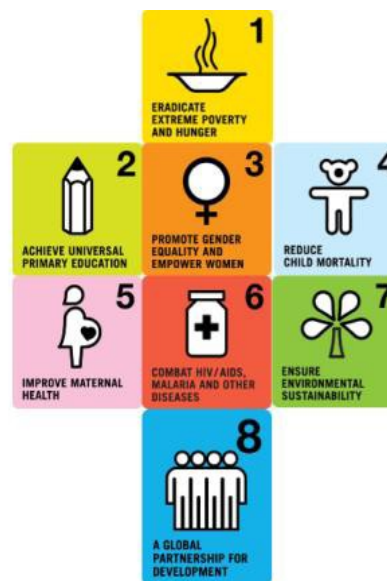 1
ERADICATE
EXTREME POVERTY
AND HUNGER
2
ACHIEVE UNIVERSAL
PRIMARY EDUCATION
3
PROMOTE GENDER
EQUALITY AND
EMPOWER WOMEN
4
REDUCE
CHILD MORTALITY
5
IMPROVE MATERNAL
HEALTH
6
COMBAT HIV/AIDS,
MALARIA AND OTHER
DISEASES
7
ENSURE
ENVIRONMENTAL
SUSTAINABILITY
8
A GLOBAL
PARTNERSHIP FOR
DEVELOPMENT